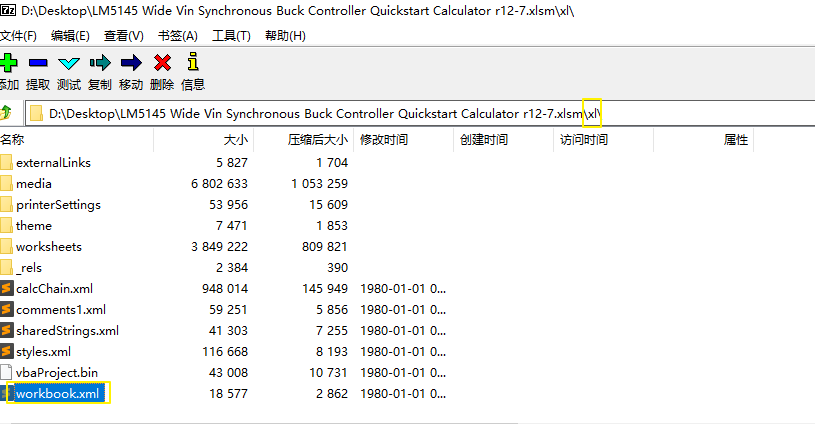 D:\Desktop\LM5145 Wide Vin Synchronous Buck Controller Quickstart Calculator r12-7.xlsm\xl\
文件(F) 编辑(E) 查看(V) 书签(A) 工具(T) 帮助(H)
添加 提取 测试 复制 移动 删除 信息
D:\Desktop\LM5145 Wide Vin Synchronous Buck Controller Quickstart Calculator r12-7.xlsm\xl\
名称 大小 压缩后大小 修改时间 创建时间 访问时间 属性
externalLinks 5 827 1 704
media 6 802 633 1 053 259
printerSettings 53 956 15 609
theme 7 471 1 853
worksheets 3 849 222 809 821
_rels 2 384 390
calcChain.xml 948 014 145 949 1980-01-01 0...
comments1.xml 59 251 5 856 1980-01-01 0...
sharedStrings.xml 41 303 7 255 1980-01-01 0...
styles.xml 116 668 8 193 1980-01-01 0...
vbaProject.bin 43 008 10 731 1980-01-01 0...
workbook.xml 18 577 2 862 1980-01-01 0...